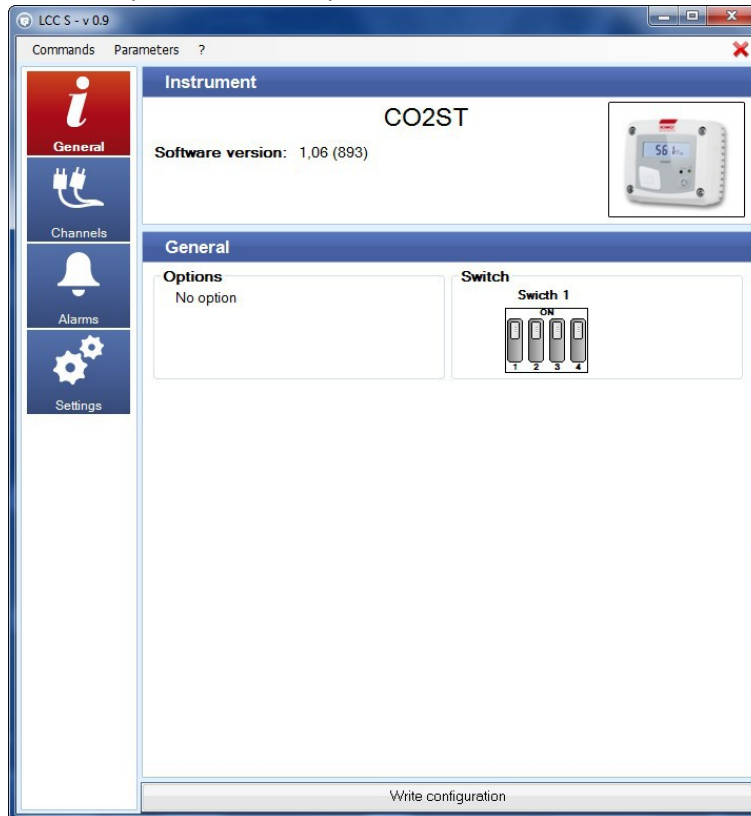 LCC S - v 0.9
Commands Parameters ?
General
Channels
Alarms
Settings
Instrument
CO2ST
Software version: 1,06 (893)
General
Options
No option
Switch
Swicth 1
ON
1 2 3 4
Write configuration